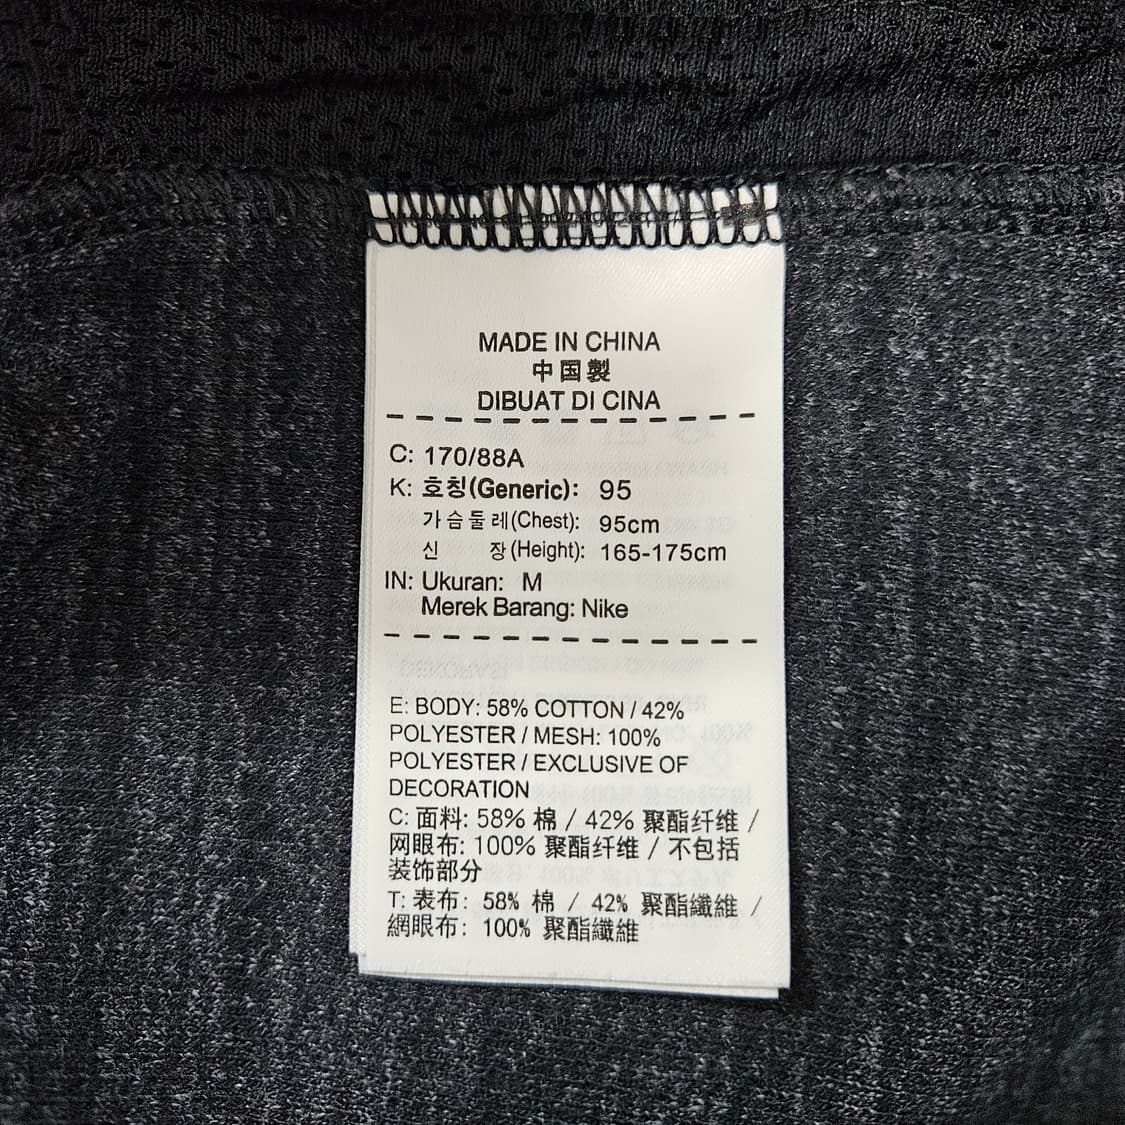 MADE IN CHINA
中国製
DIBUAT DI CINA
C: 170/88A
K: 호칭(Generic): 95
가슴둘레(Chest): 95cm
신 장(Height): 165-175cm
IN: Ukuran: M
Merek Barang: Nike
E: BODY: 58% COTTON / 42%
POLYESTER / MESH: 100%
POLYESTER / EXCLUSIVE OF
DECORATION
C: 面料: 58% 棉 / 42% 聚酯纤维 /
网眼布: 100% 聚酯纤维 / 不包括
装饰部分
T: 表布: 58% 棉 / 42% 聚酯纖維 /
網眼布: 100% 聚酯纖維